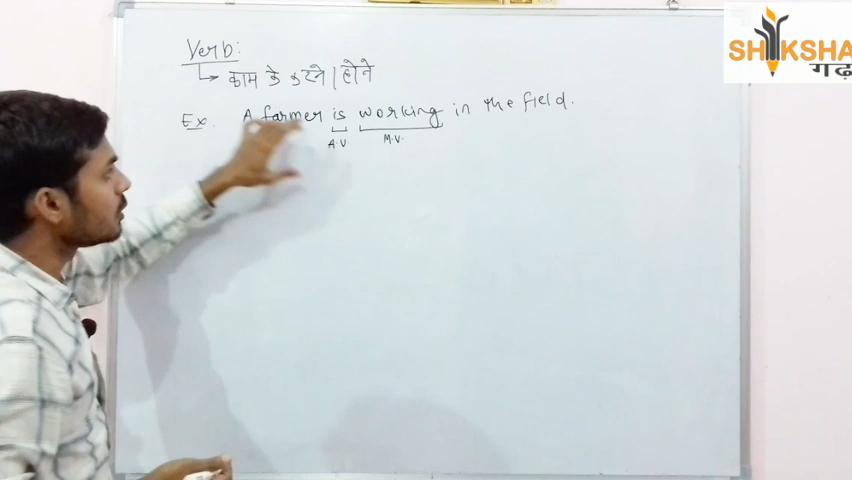 Verb:
काम के करने / होने
Ex. A farmer is working in the field.
A.V M.V.
SHIKSHA
गढ़